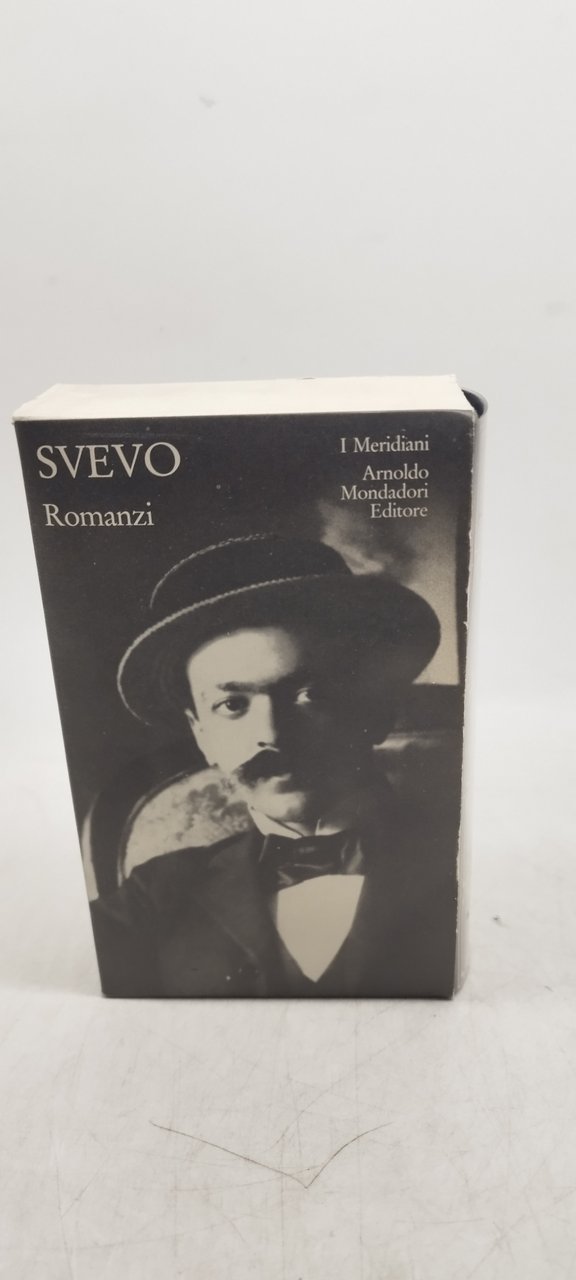 SVEVO
Romanzi
I Meridiani
Arnoldo
Mondadori
Editore